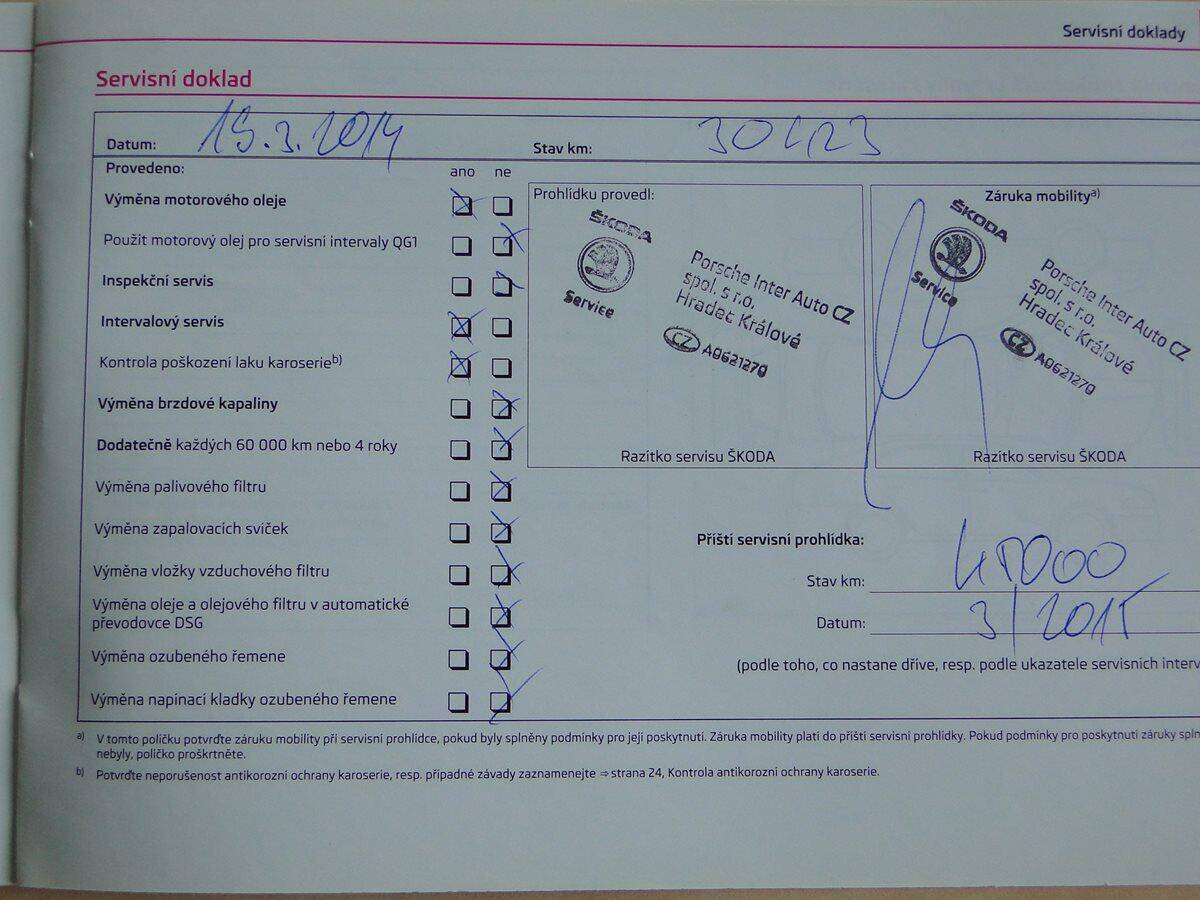 Servisní doklady
Servisní doklad
Datum: 19.3.2014 Stav km: 30423
Provedeno: ano ne
Výměna motorového oleje
Použit motorový olej pro servisní intervaly QG1
Inspekční servis
Intervalový servis
Kontrola poškození laku karoserie b)
Výměna brzdové kapaliny
Dodatečně každých 60 000 km nebo 4 roky
Výměna palivového filtru
Výměna zapalovacích svíček
Výměna vložky vzduchového filtru
Výměna oleje a olejového filtru v automatické
převodovce DSG
Výměna ozubeného řemene
Výměna napínací kladky ozubeného řemene
Prohlídku provedl:
ŠKODA
Service
Porsche Inter Auto CZ
spol. s r.o.
Hradec Králové
CZ A0621270
Razítko servisu ŠKODA
Záruka mobility a)
ŠKODA
Service
Porsche Inter Auto CZ
spol. s r.o.
Hradec Králové
CZ A0621270
Razítko servisu ŠKODA
Příští servisní prohlídka:
Stav km:
Datum: 3/2015
(podle toho, co nastane dříve, resp. podle ukazatele servisních interv
a) V tomto políčku potvrďte záruku mobility při servisní prohlídce, pokud byly splněny podmínky pro její poskytnutí. Záruka mobility platí do příští servisní prohlídky. Pokud podmínky pro poskytnutí záruky spln
nebyly, políčko proškrtněte.
b) Potvrďte neporušenost antikorozní ochrany karoserie, resp. případné závady zaznamenejte ⇒ strana 24, Kontrola antikorozní ochrany karoserie.